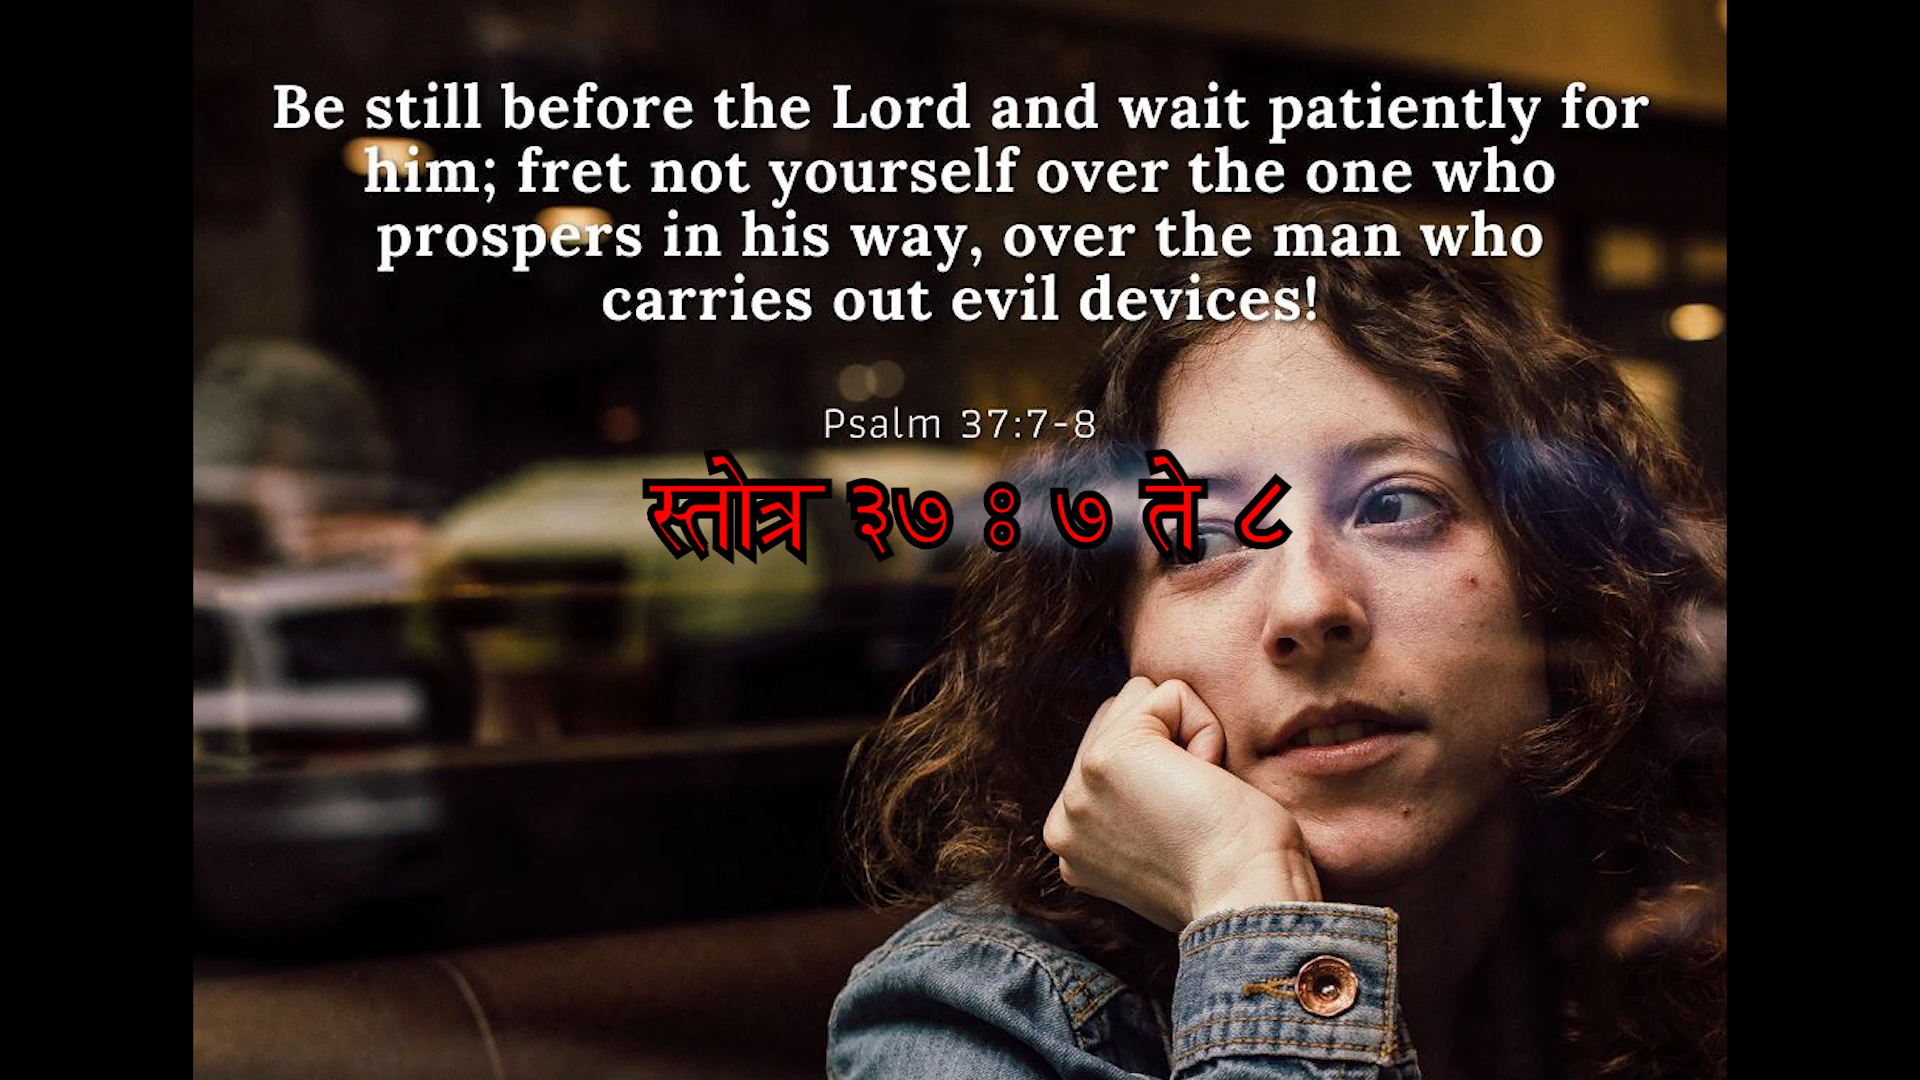 Be still before the Lord and wait patiently for
him; fret not yourself over the one who
prospers in his way, over the man who
carries out evil devices!
Psalm 37:7-8
स्तोत्र ३७ : ७ ते ८